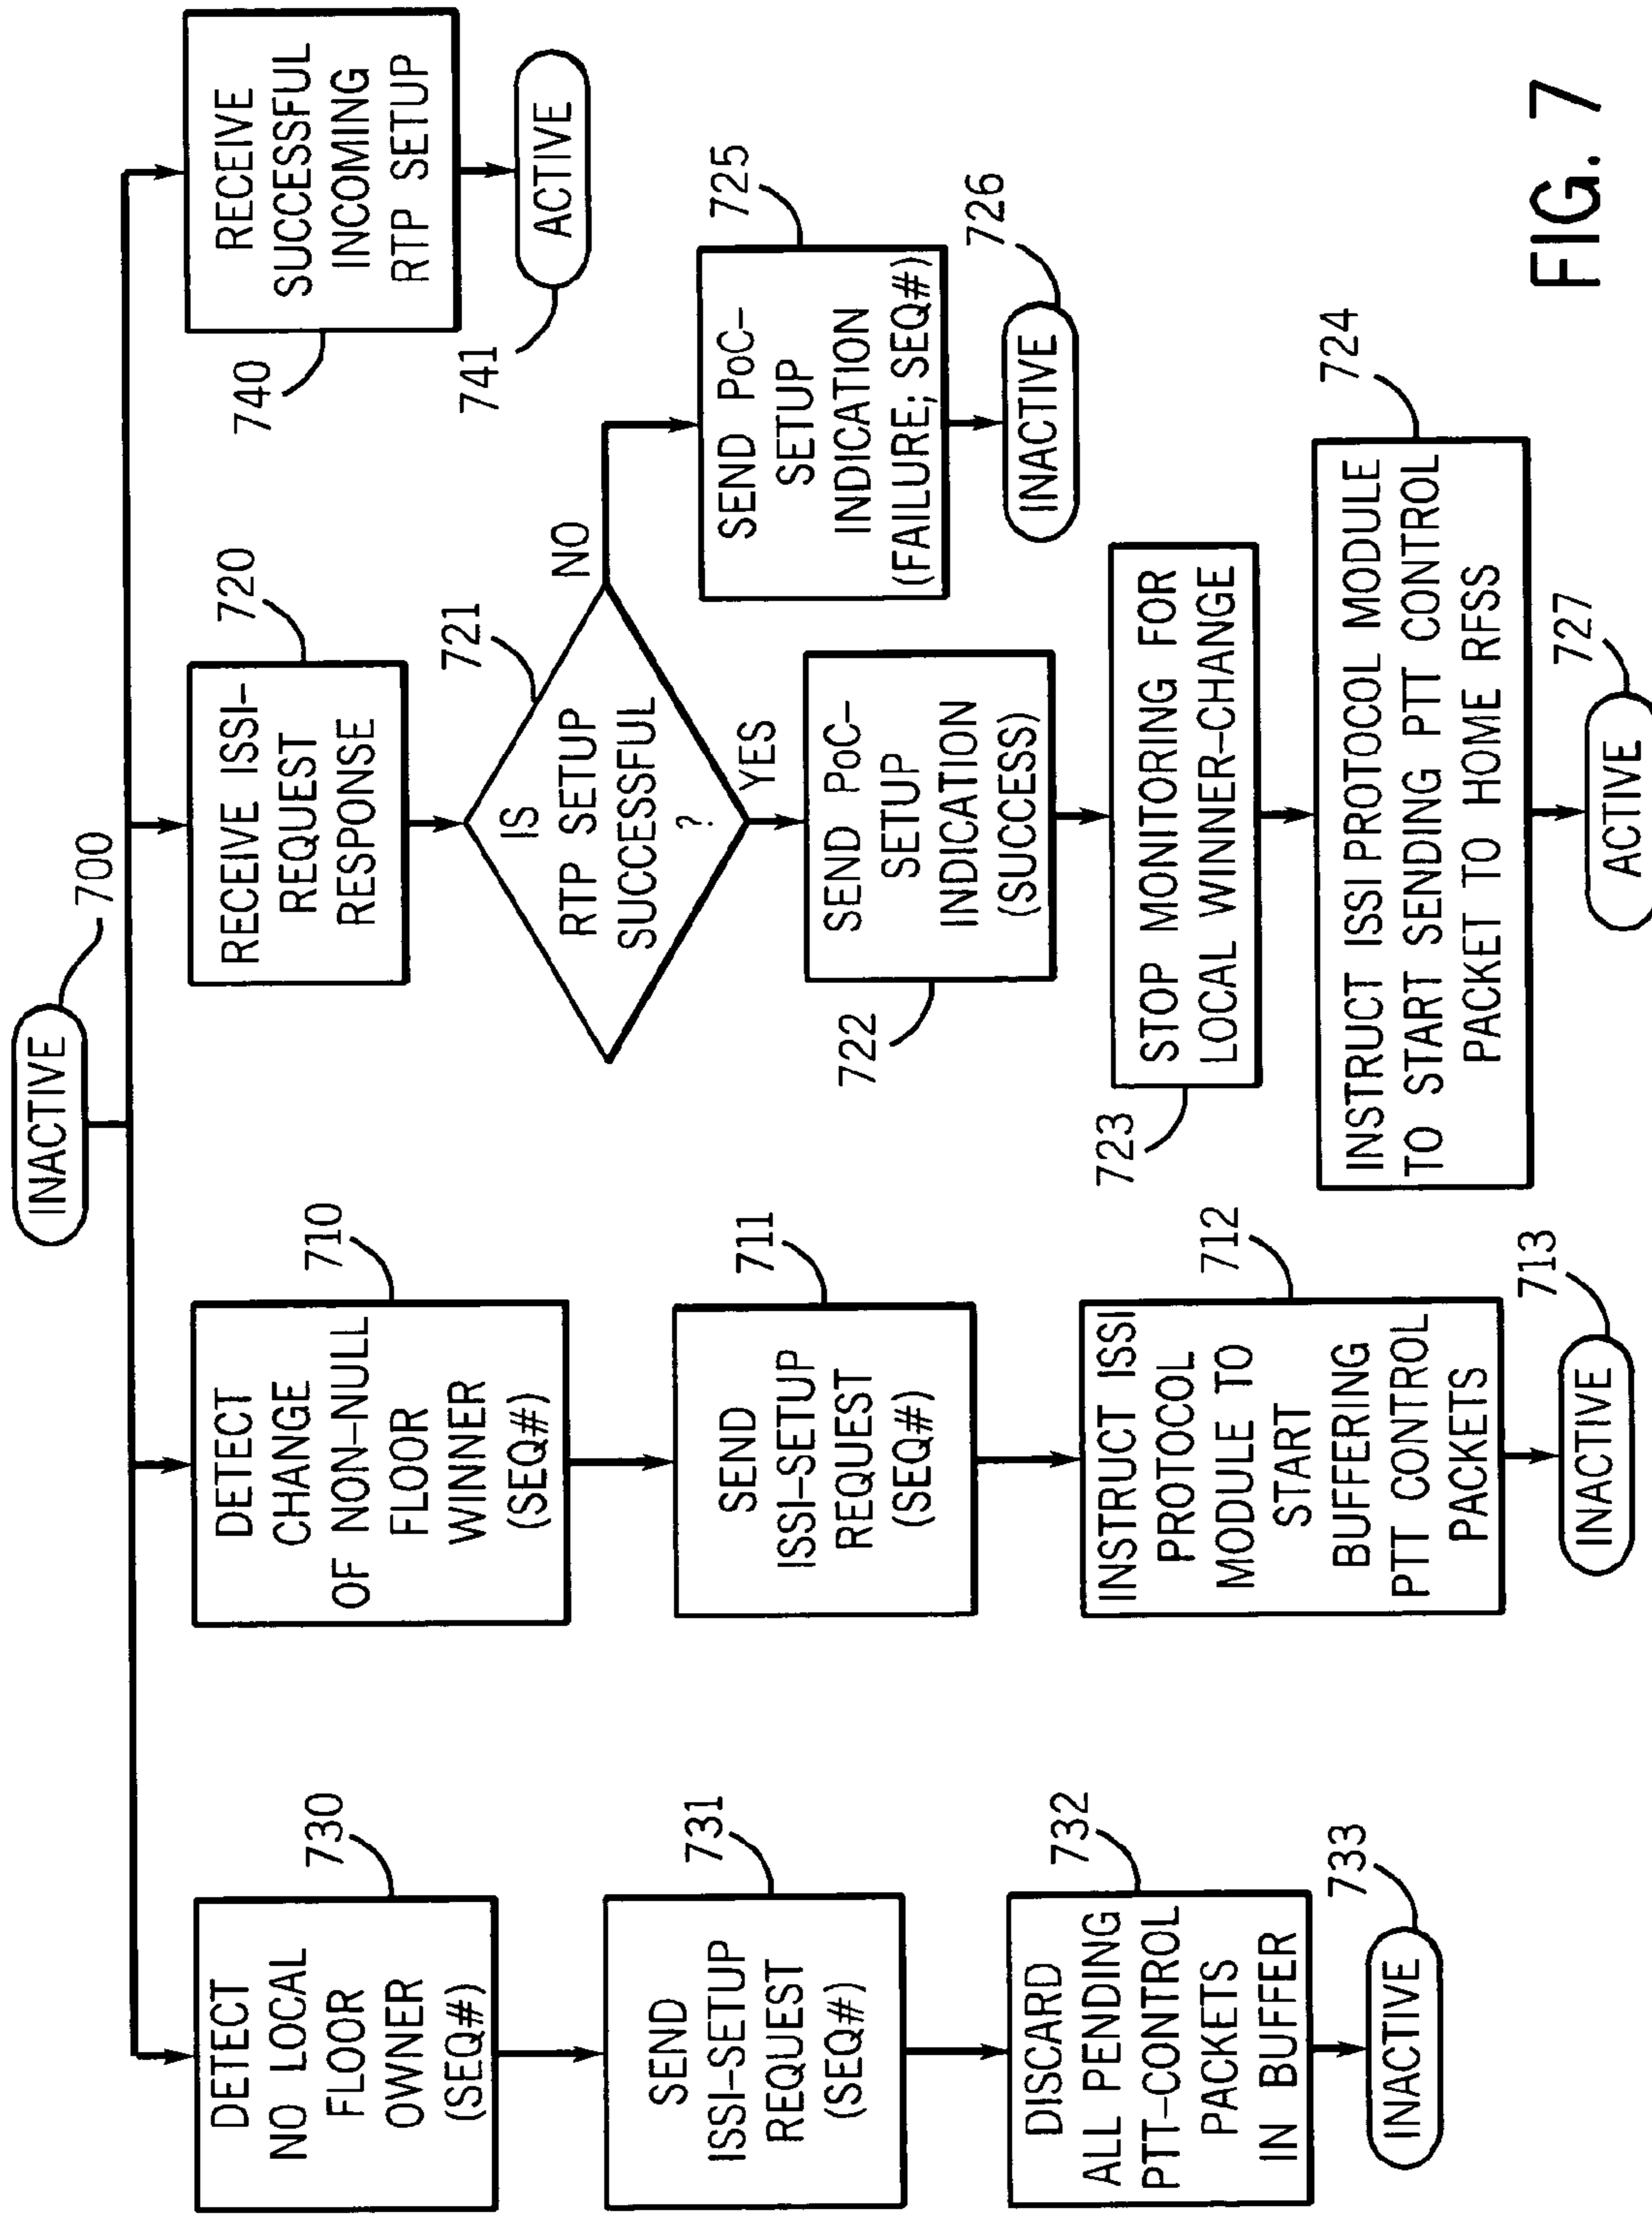 INACTIVE
700
DETECT
NO LOCAL
FLOOR
OWNER
(SEQ#)
730
SEND
ISSI-SETUP
REQUEST
(SEQ#)
731
DISCARD
ALL PENDING
PTT-CONTROL
PACKETS
IN BUFFER
732
INACTIVE
733
DETECT
CHANGE
OF NON-NULL
FLOOR
WINNER
(SEQ#)
710
SEND
ISSI-SETUP
REQUEST
(SEQ#)
711
INSTRUCT ISSI
PROTOCOL
MODULE TO
START
BUFFERING
PTT CONTROL
PACKETS
712
INACTIVE
713
RECEIVE ISSI-
REQUEST
RESPONSE
720
IS
RTP SETUP
SUCCESSFUL
?
721
NO
YES
SEND PoC-
SETUP
INDICATION
(SUCCESS)
722
STOP MONITORING FOR
LOCAL WINNER-CHANGE
723
INSTRUCT ISSI PROTOCOL MODULE
TO START SENDING PTT CONTROL
PACKET TO HOME RFSS
724
ACTIVE
727
SEND PoC-
SETUP
INDICATION
(FAILURE; SEQ#)
725
INACTIVE
726
RECEIVE
SUCCESSFUL
INCOMING
RTP SETUP
740
ACTIVE
741
FIG. 7